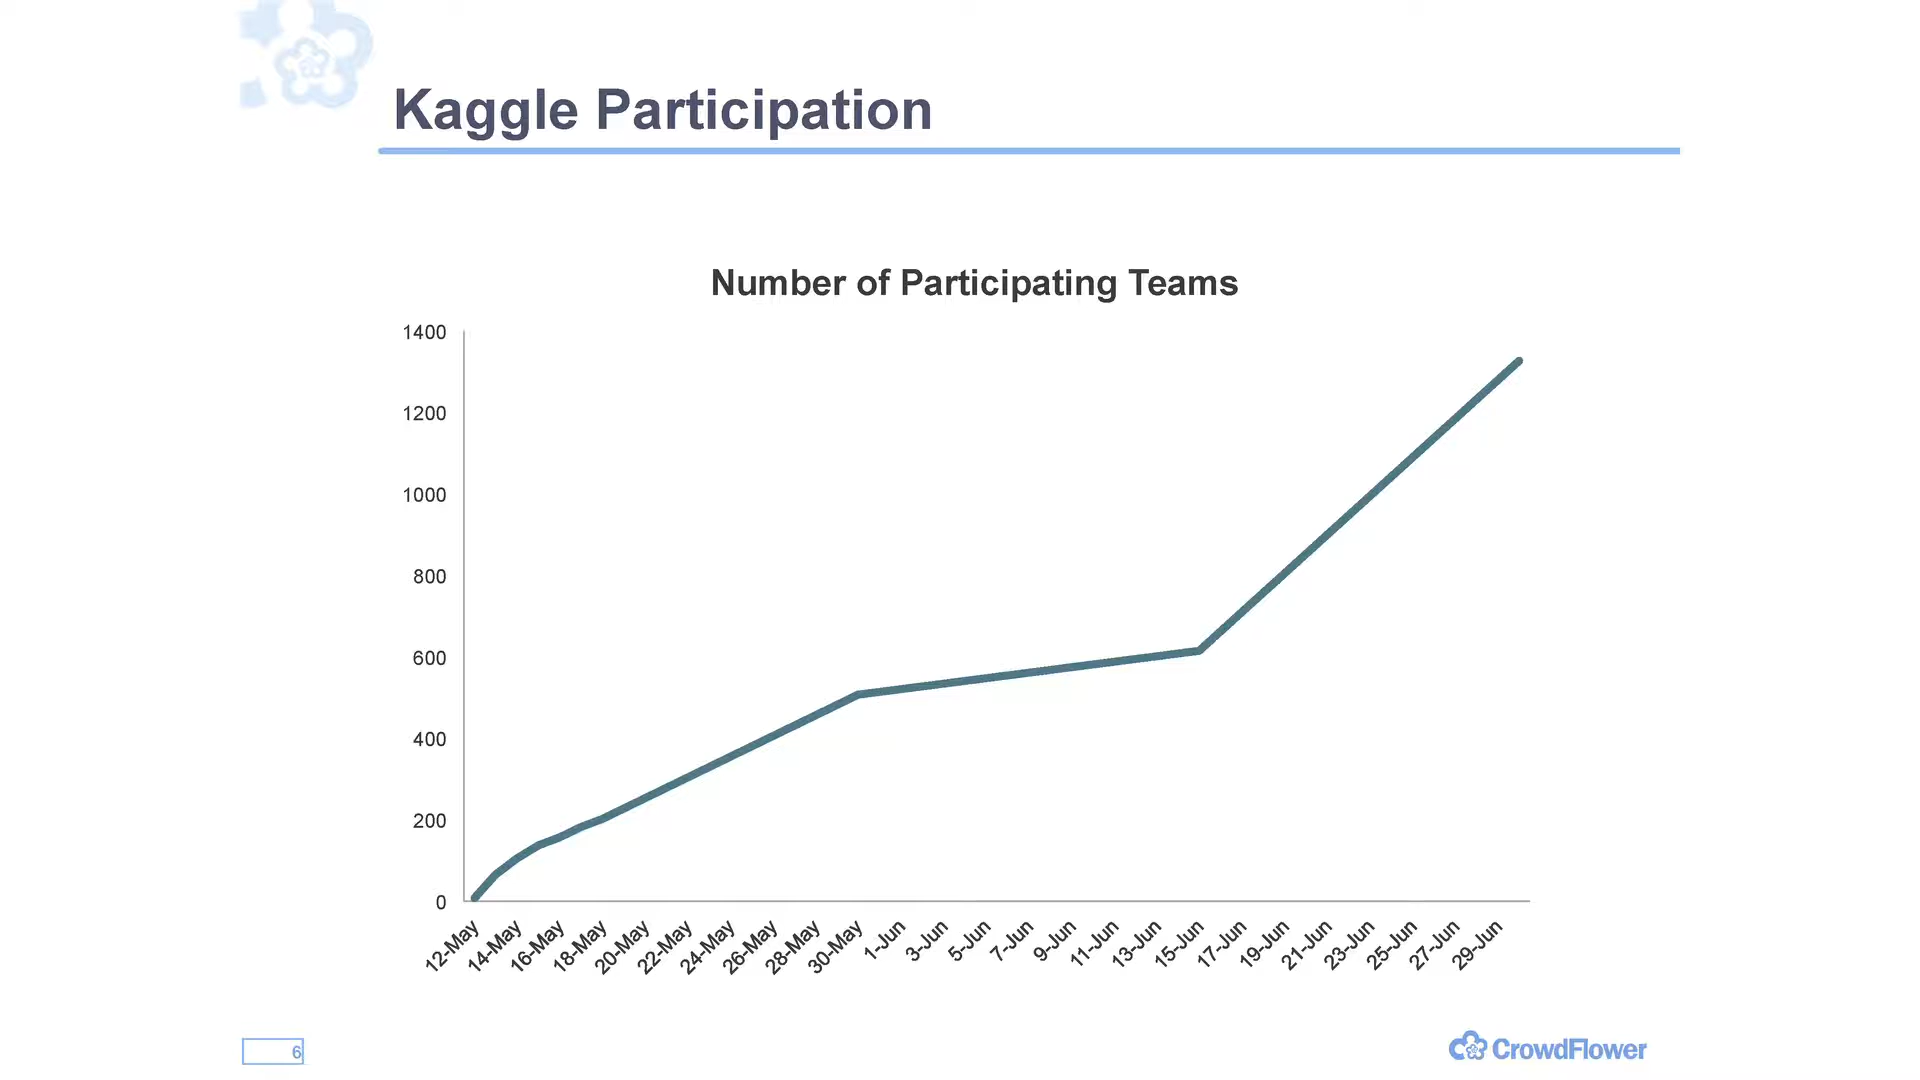 Kaggle Participation
Number of Participating Teams
1400
1200
1000
800
600
400
200
0
12-May
14-May
16-May
18-May
20-May
22-May
24-May
26-May
28-May
30-May
1-Jun
3-Jun
5-Jun
7-Jun
9-Jun
11-Jun
13-Jun
15-Jun
17-Jun
19-Jun
21-Jun
23-Jun
25-Jun
27-Jun
29-Jun
6
CrowdFlower